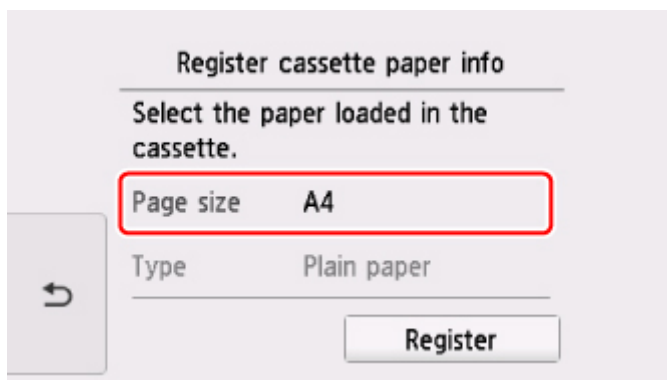 Register cassette paper info
Select the paper loaded in the
cassette.
Page size A4
Type Plain paper
Register